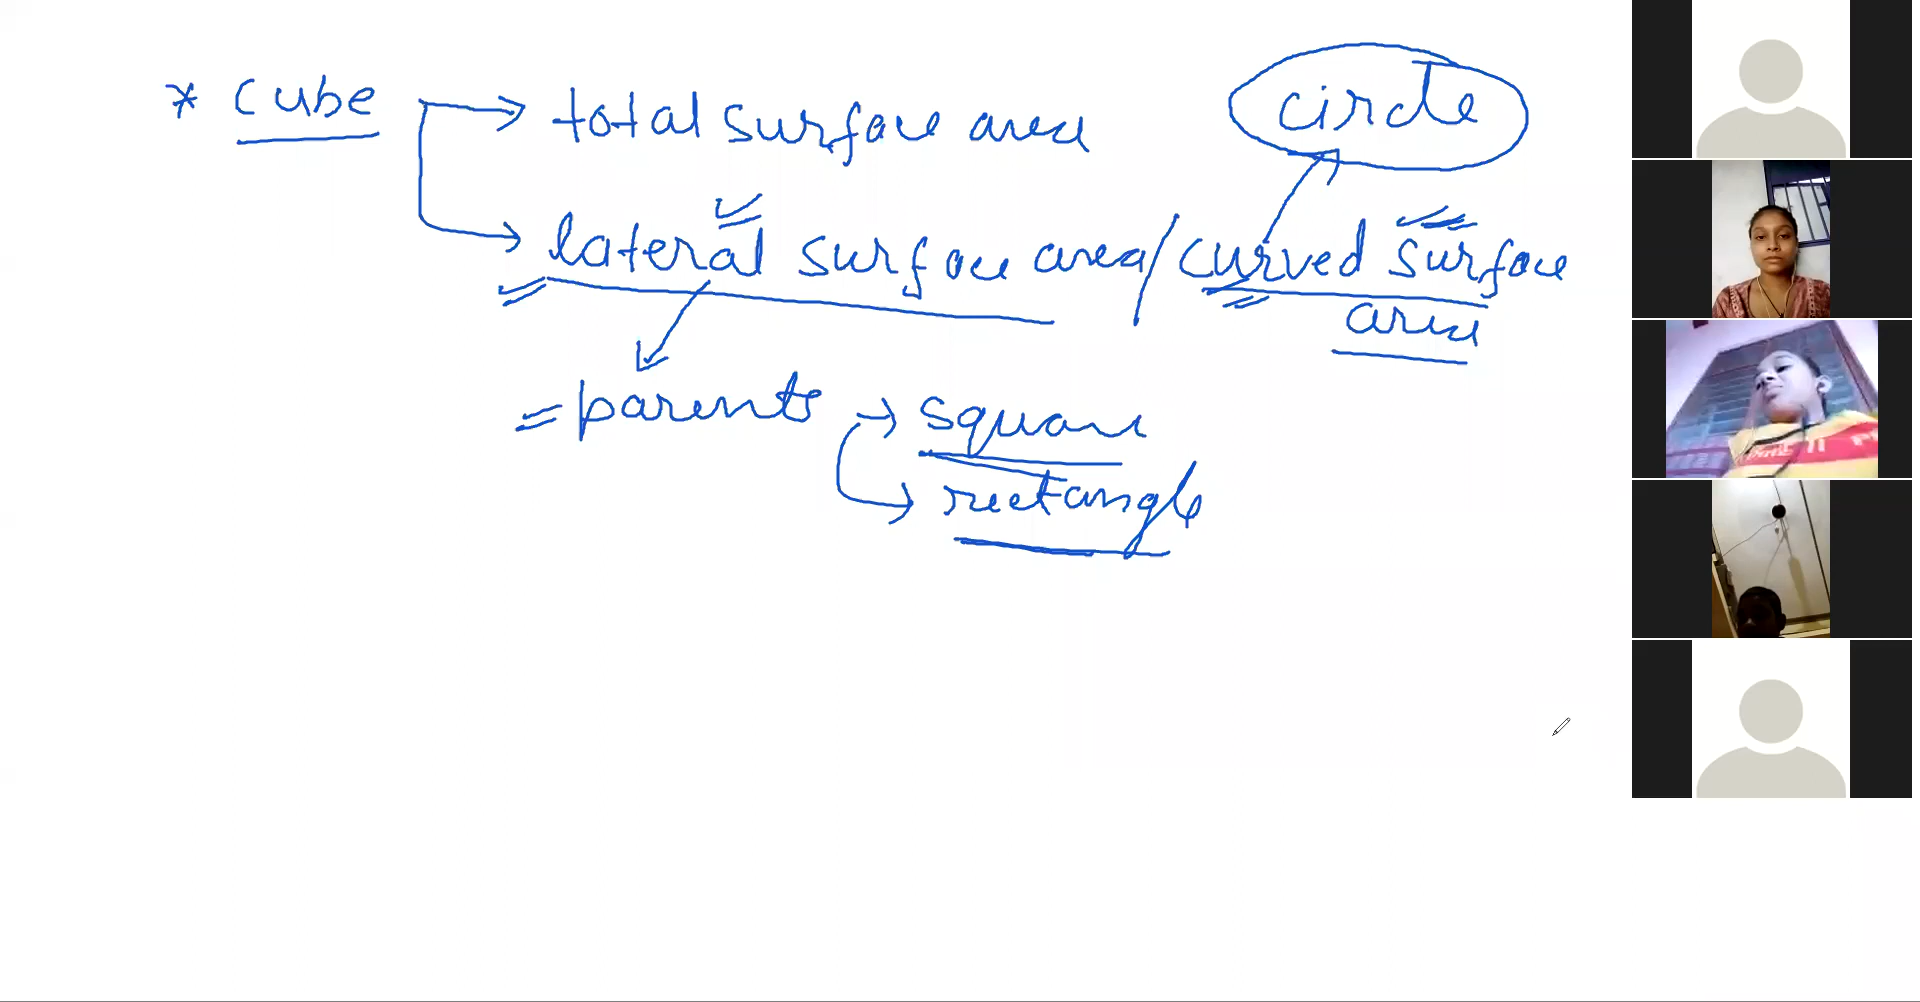 * cube → total surface area
circle
→ lateral surface area/curved surface
area
= parents → square
→ rectangle